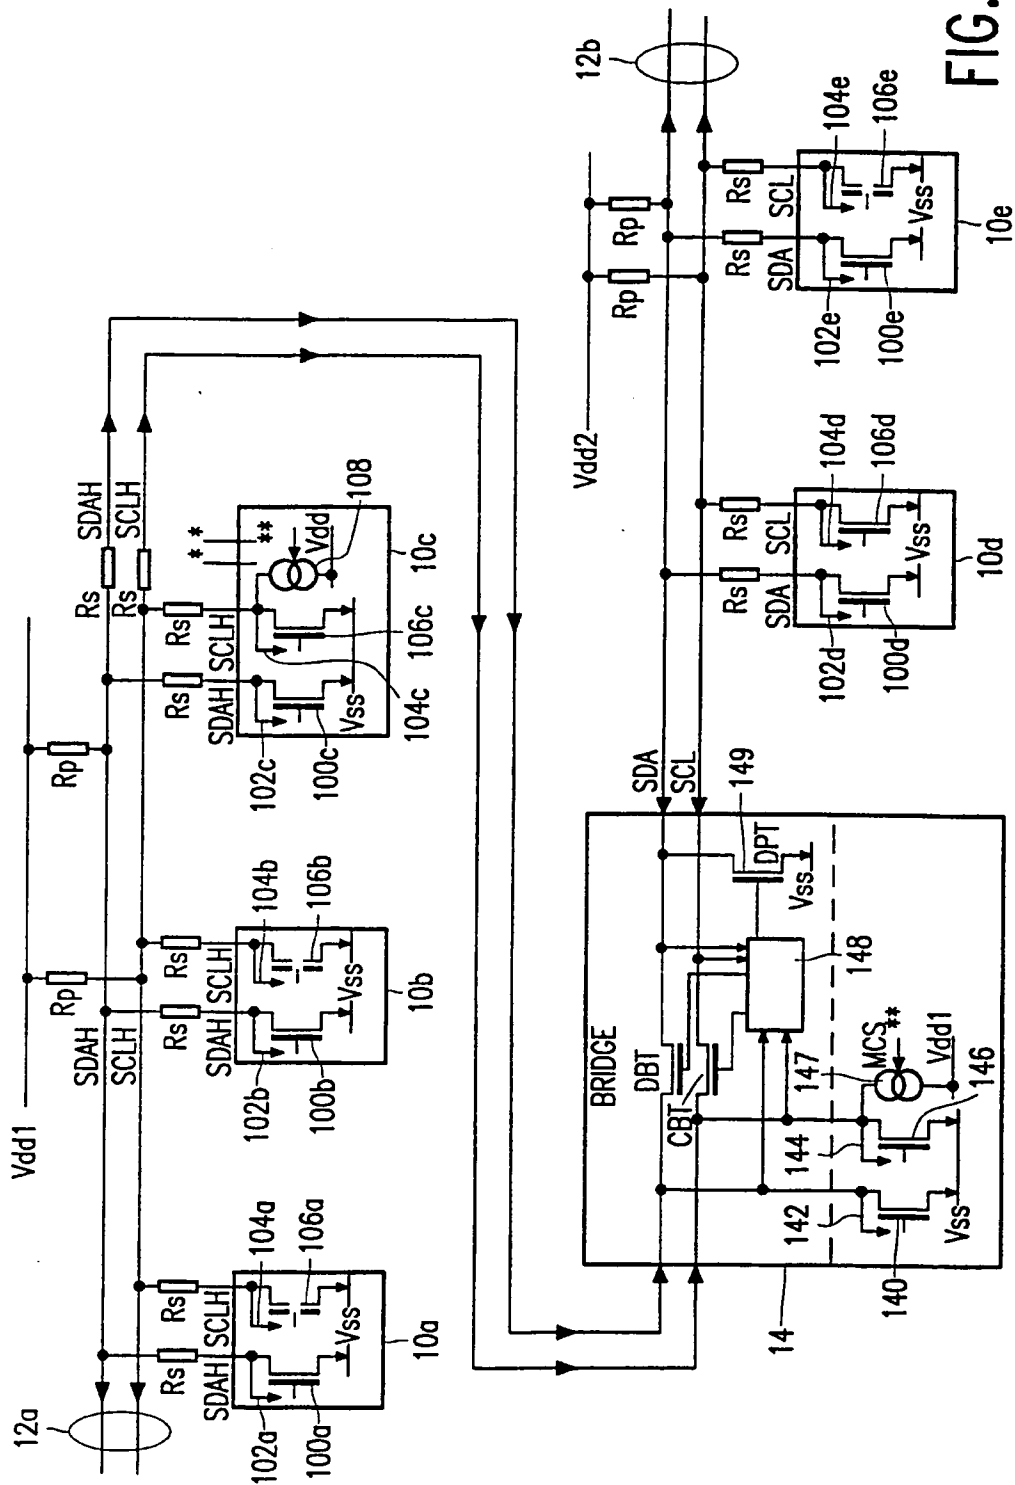 FIG.
12a
Vdd1
Rp
Rp
SDAH
SCLH
SDAH
SCLH
Rs
Rs
Rs
Rs
SDAH
SCLH
102a
104a
100a
106a
Vss
10a
Rs
Rs
SDAH
SCLH
102b
104b
100b
106b
Vss
10b
Rs
Rs
SDAH
SCLH
* *
**
102c
100c
104c
106c
108
Vdd
Vss
10c
BRIDGE
14
DBT
CBT
DPT
149
148
Vss
142
144
140
147
MCS
**
Vdd1
146
Vss
SDA
SCL
Vdd2
Rp
Rp
12b
Rs
Rs
SDA
SCL
102d
104d
100d
106d
Vss
10d
Rs
Rs
SDA
SCL
102e
104e
100e
106e
Vss
10e